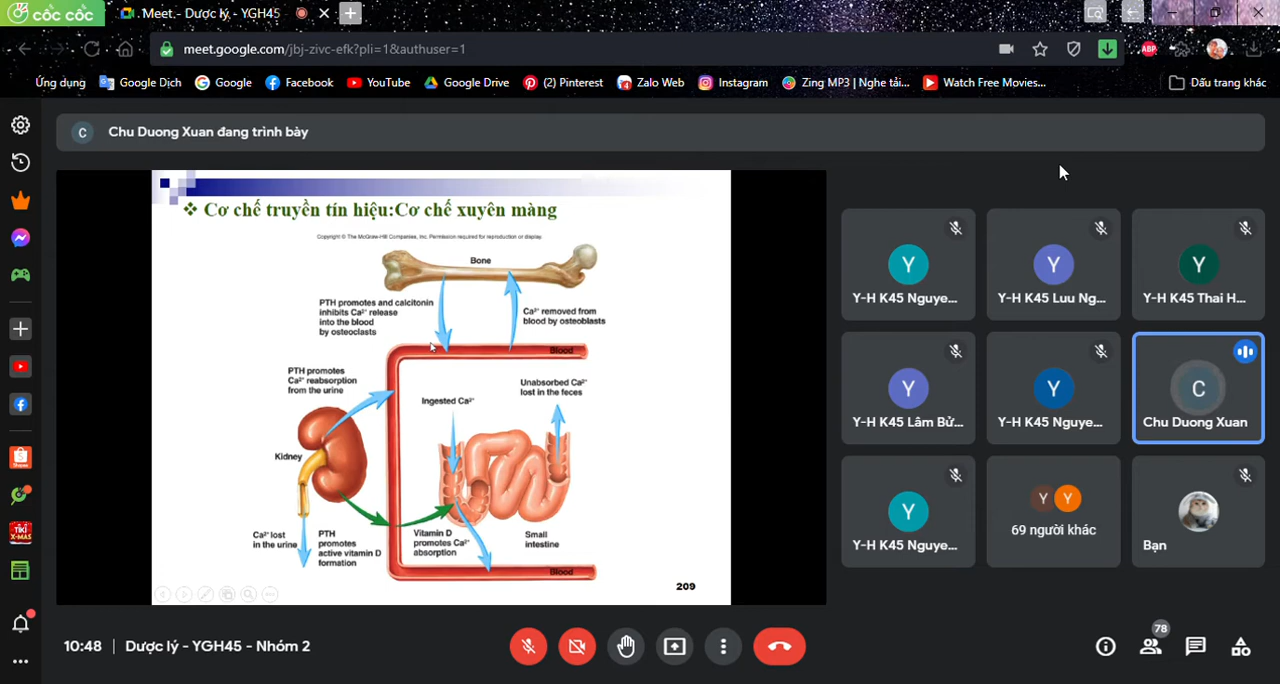 cốc cốc
Meet - Dược lý - YGH45
meet.google.com/jbj-zivc-efk?pli=1&authuser=1
ABP
Ứng dụng
Google Dịch
Google
Facebook
YouTube
Google Drive
(2) Pinterest
Zalo Web
Instagram
Zing MP3 | Nghe tải...
Watch Free Movies...
Dấu trang khác
C
Chu Duong Xuan đang trình bày
❖ Cơ chế truyền tín hiệu:Cơ chế xuyên màng
Copyright © The McGraw-Hill Companies, Inc. Permission required for reproduction or display.
Bone
PTH promotes and calcitonin
inhibits Ca²⁺ release
into the blood
by osteoclasts
Ca²⁺ removed from
blood by osteoblasts
Blood
PTH promotes
Ca²⁺ reabsorption
from the urine
Ingested Ca²⁺
Unabsorbed Ca²⁺
lost in the feces
Kidney
Ca²⁺ lost
in the urine
PTH
promotes
active vitamin D
formation
Vitamin D
promotes Ca²⁺
absorption
Small
intestine
Blood
209
Y
Y-H K45 Nguye...
Y
Y-H K45 Luu Ng...
Y
Y-H K45 Thai H...
Y
Y-H K45 Lâm Bử...
Y
Y-H K45 Nguye...
C
Chu Duong Xuan
Y
Y-H K45 Nguye...
Y Y
69 người khác
Bạn
Shopee
TIKI
X-MAS
10:48 | Dược lý - YGH45 - Nhóm 2
78